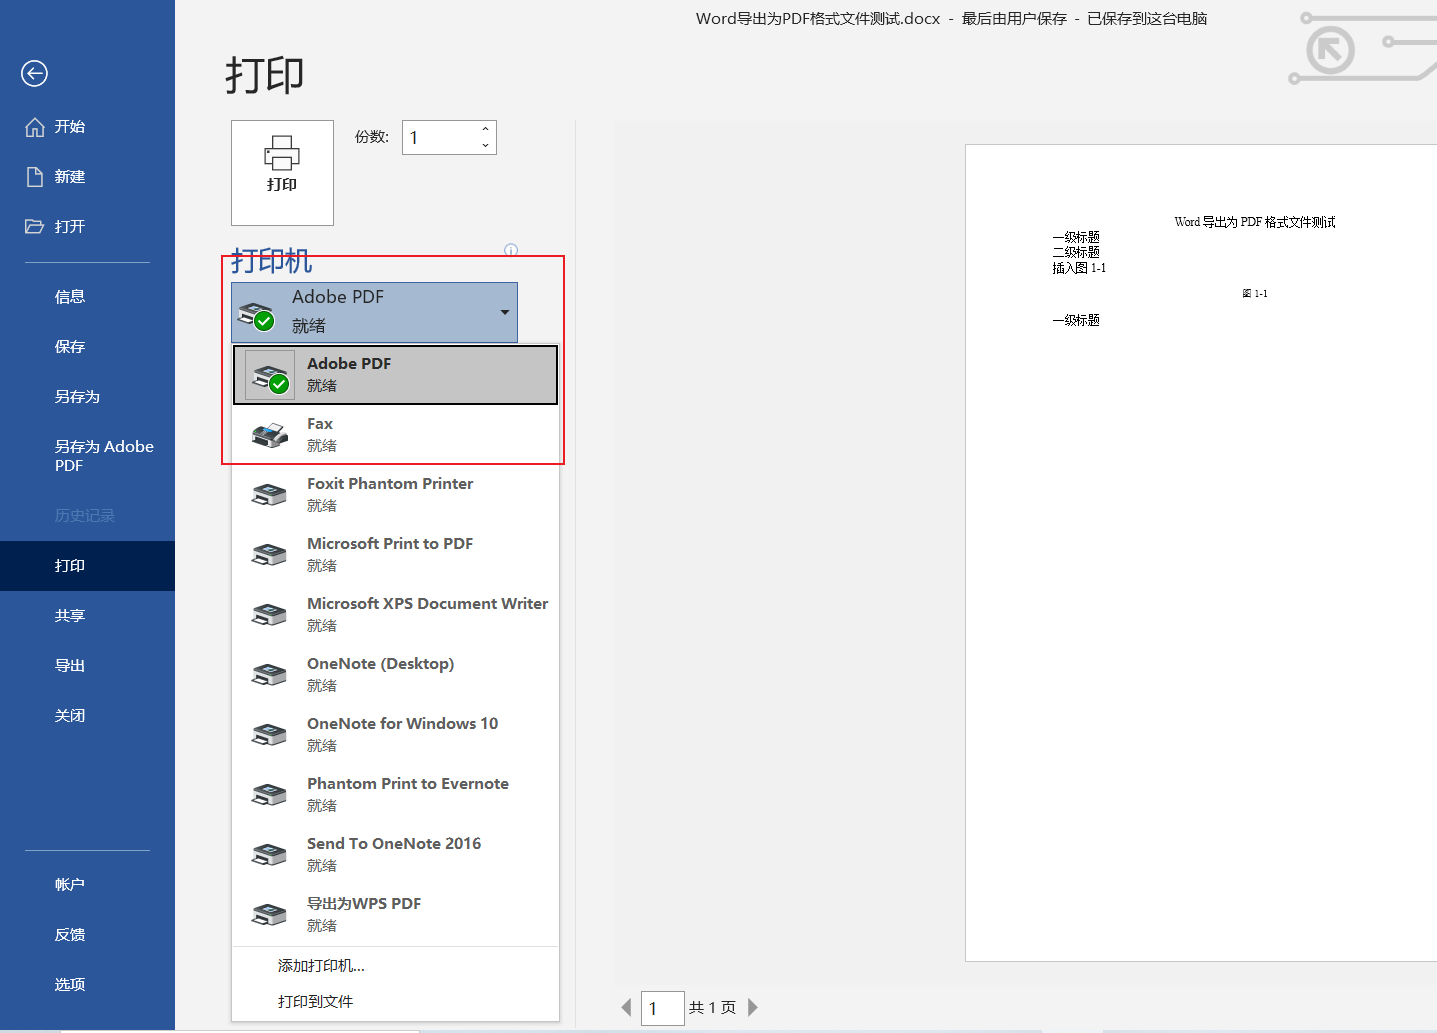 Word导出为PDF格式文件测试.docx - 最后由用户保存 - 已保存到这台电脑
开始
新建
打开
信息
保存
另存为
另存为 Adobe
PDF
历史记录
打印
共享
导出
关闭
帐户
反馈
选项
打印
打印
份数:
1
打印机
Adobe PDF
就绪
Adobe PDF
就绪
Fax
就绪
Foxit Phantom Printer
就绪
Microsoft Print to PDF
就绪
Microsoft XPS Document Writer
就绪
OneNote (Desktop)
就绪
OneNote for Windows 10
就绪
Phantom Print to Evernote
就绪
Send To OneNote 2016
就绪
导出为WPS PDF
就绪
添加打印机...
打印到文件
Word 导出为 PDF 格式文件测试
一级标题
二级标题
插入图 1-1
图 1-1
一级标题
1
共 1 页